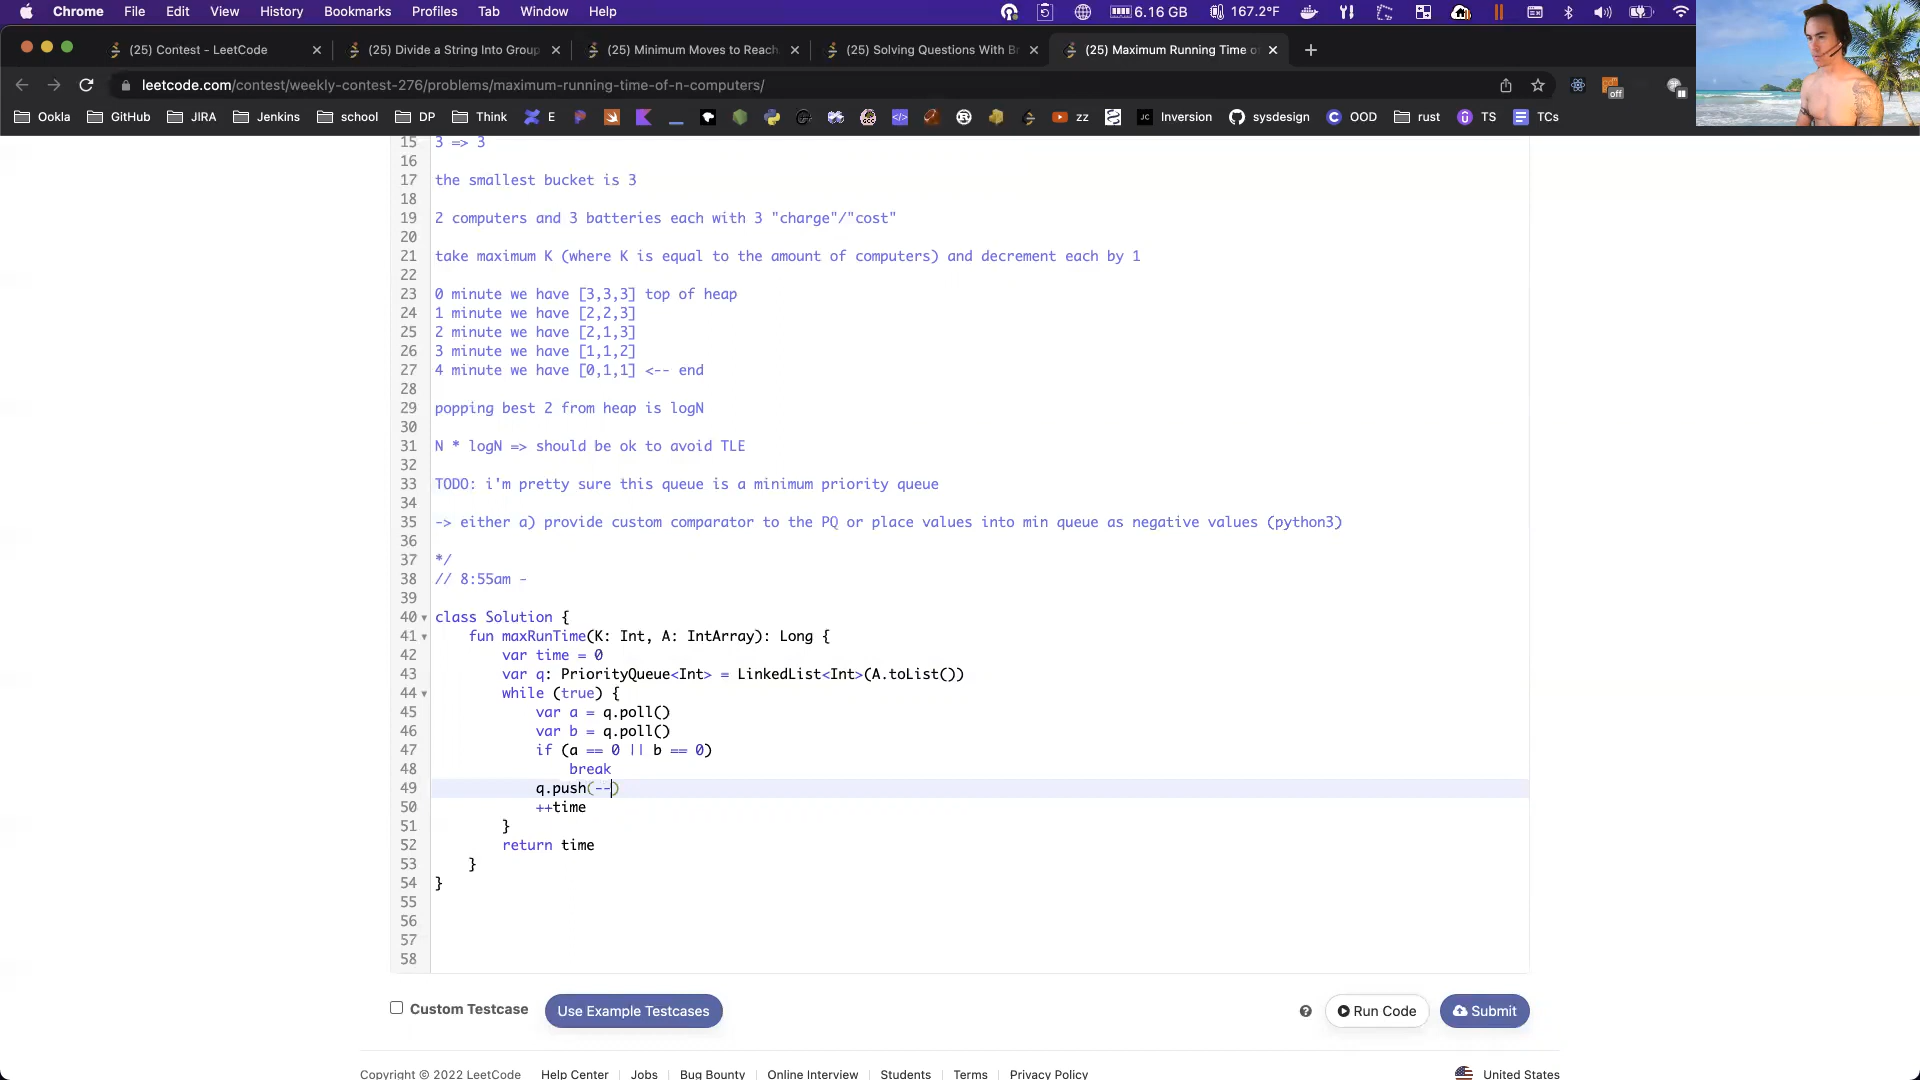 Chrome File Edit View History Bookmarks Profiles Tab Window Help 6.16 GB 167.2°F
(25) Contest - LeetCode (25) Divide a String Into Group (25) Minimum Moves to Reach (25) Solving Questions With Br (25) Maximum Running Time o
leetcode.com/contest/weekly-contest-276/problems/maximum-running-time-of-n-computers/
off
Ookla GitHub JIRA Jenkins school DP Think E zz Inversion sysdesign OOD rust TS TCs
15 3 => 3
16
17 the smallest bucket is 3
18
19 2 computers and 3 batteries each with 3 "charge"/"cost"
20
21 take maximum K (where K is equal to the amount of computers) and decrement each by 1
22
23 0 minute we have [3,3,3] top of heap
24 1 minute we have [2,2,3]
25 2 minute we have [2,1,3]
26 3 minute we have [1,1,2]
27 4 minute we have [0,1,1] <-- end
28
29 popping best 2 from heap is logN
30
31 N * logN => should be ok to avoid TLE
32
33 TODO: i'm pretty sure this queue is a minimum priority queue
34
35 -> either a) provide custom comparator to the PQ or place values into min queue as negative values (python3)
36
37 */
38 // 8:55am -
39
40 class Solution {
41 fun maxRunTime(K: Int, A: IntArray): Long {
42 var time = 0
43 var q: PriorityQueue<Int> = LinkedList<Int>(A.toList())
44 while (true) {
45 var a = q.poll()
46 var b = q.poll()
47 if (a == 0 || b == 0)
48 break
49 q.push(--)
50 ++time
51 }
52 return time
53 }
54 }
55
56
57
58
Custom Testcase Use Example Testcases Run Code Submit
Copyright © 2022 LeetCode Help Center Jobs Bug Bounty Online Interview Students Terms Privacy Policy United States